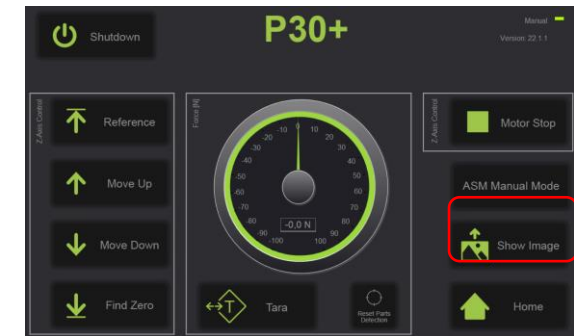 Shutdown
P30+
Manual
Version: 22.1.1
Z-Axis Control
Reference
Move Up
Move Down
Find Zero
Force [N]
-10 0 10
-20 20
-30 30
-40 40
-50 50
-60 60
-70 70
-80 80
-90 90
-100 100
-0,0 N
T
Tara
Reset Parts
Detection
Z-Axis Control
Motor Stop
ASM Manual Mode
Show Image
Home